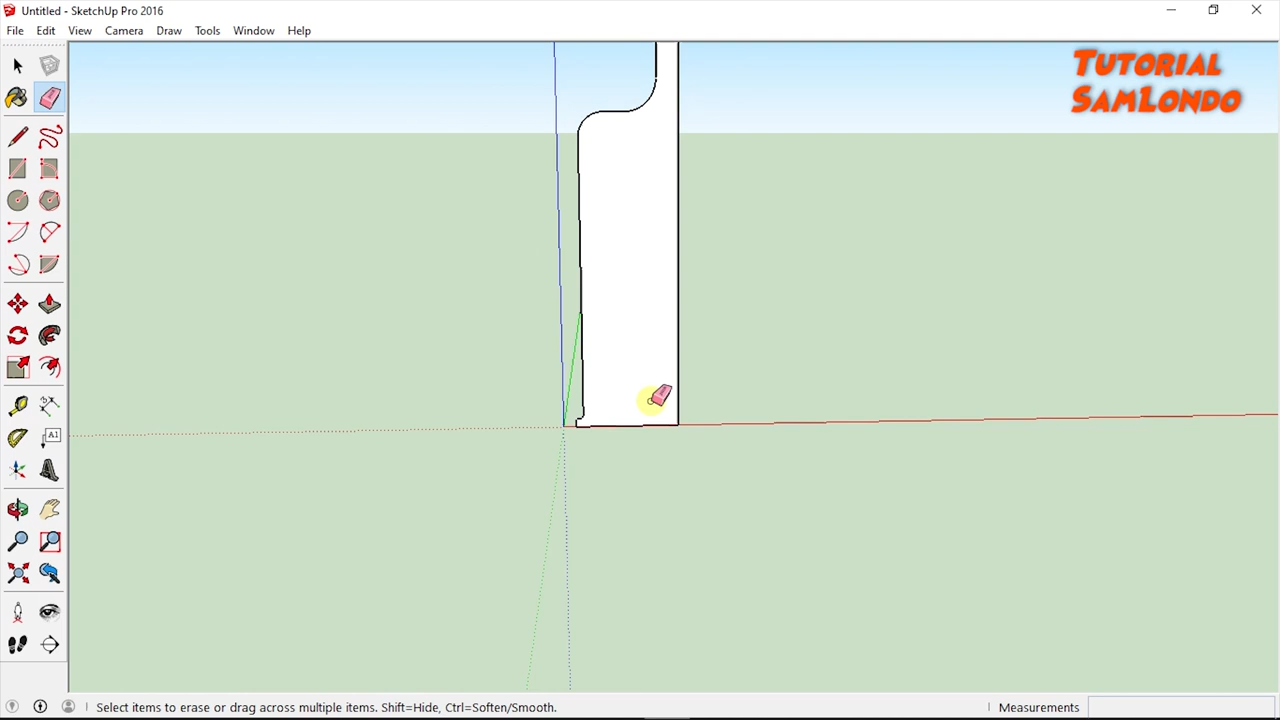 Untitled - SketchUp Pro 2016
File Edit View Camera Draw Tools Window Help
TUTORIAL
SAMLONDO
A1
Select items to erase or drag across multiple items. Shift=Hide, Ctrl=Soften/Smooth.
Measurements